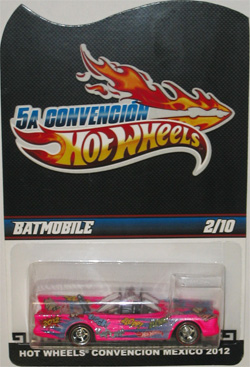 5A CONVENCIÓN
HOT WHEELS
BATMOBILE 2/10
HOT WHEELS® CONVENCION MEXICO 2012